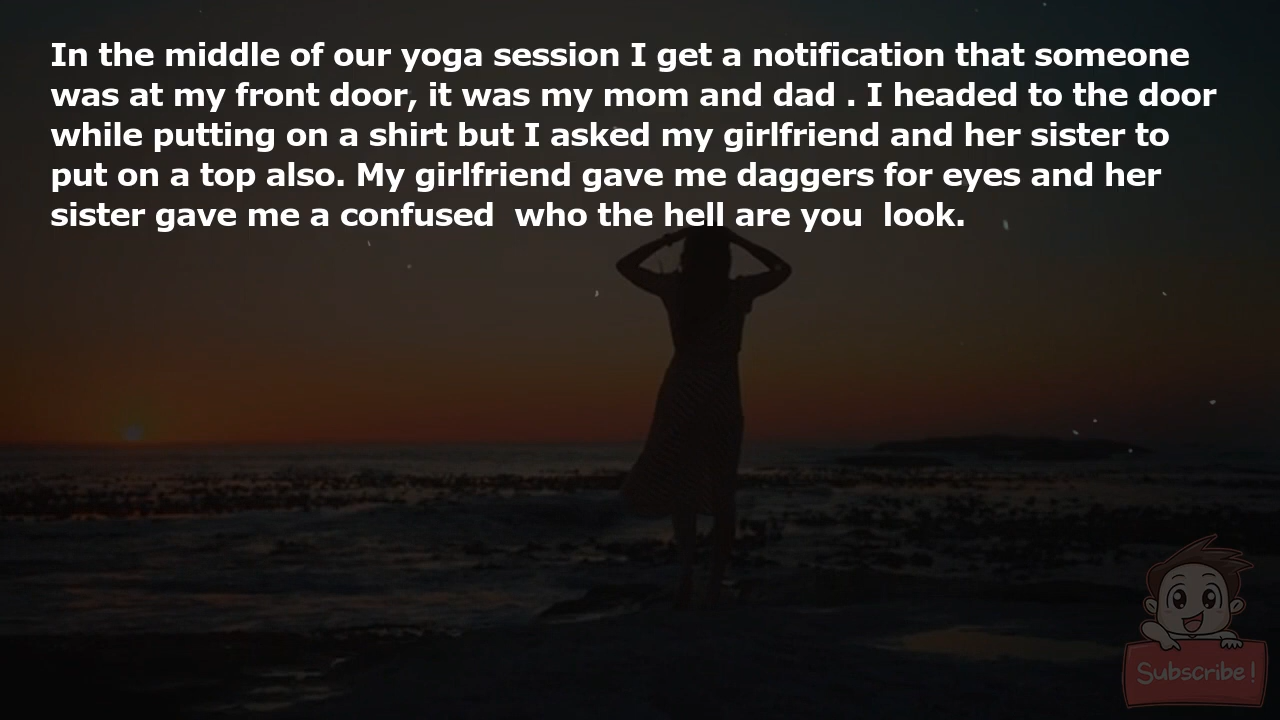 In the middle of our yoga session I get a notification that someone
was at my front door, it was my mom and dad . I headed to the door
while putting on a shirt but I asked my girlfriend and her sister to
put on a top also. My girlfriend gave me daggers for eyes and her
sister gave me a confused  who the hell are you  look.
Subscribe!